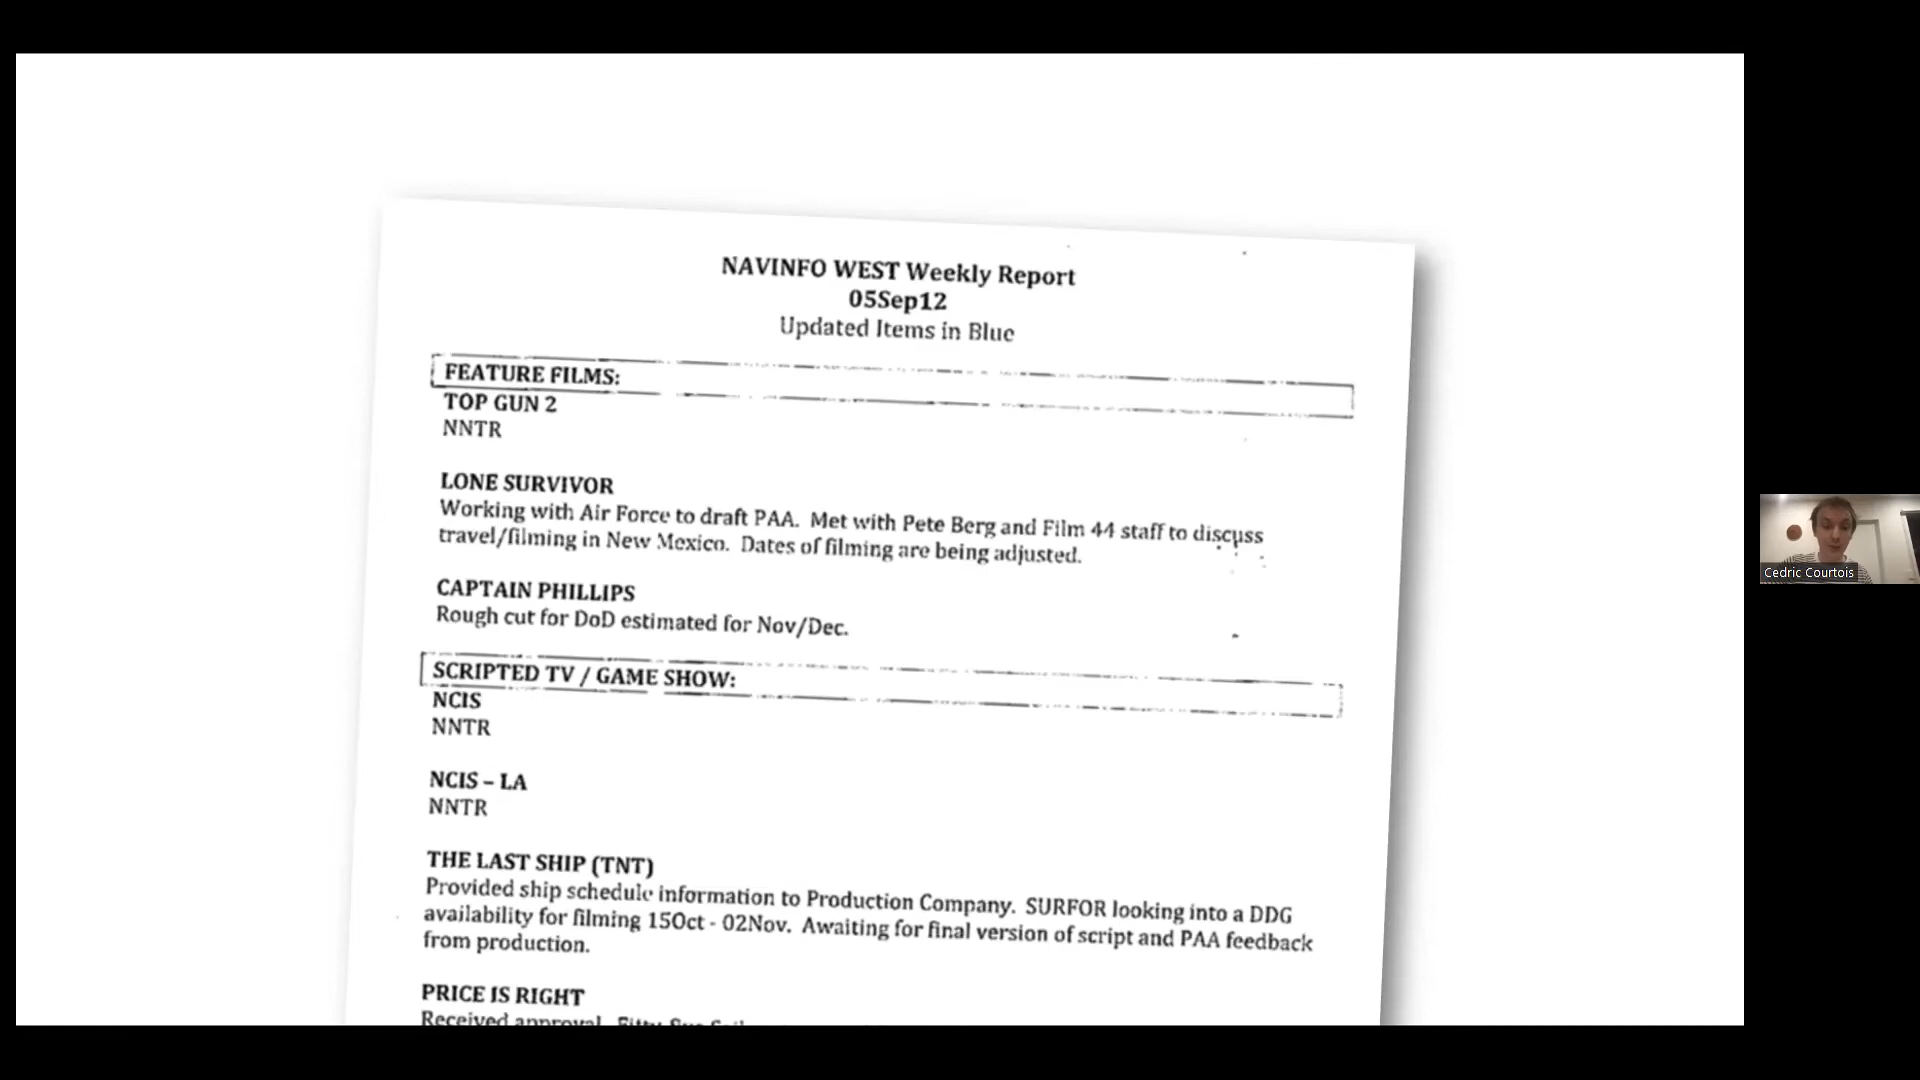 NAVINFO WEST Weekly Report
05Sep12
Updated Items in Blue
FEATURE FILMS:
TOP GUN 2
NNTR
LONE SURVIVOR
Working with Air Force to draft PAA. Met with Pete Berg and Film 44 staff to discuss
travel/filming in New Mexico. Dates of filming are being adjusted.
CAPTAIN PHILLIPS
Rough cut for DoD estimated for Nov/Dec.
SCRIPTED TV / GAME SHOW:
NCIS
NNTR
NCIS – LA
NNTR
THE LAST SHIP (TNT)
Provided ship schedule information to Production Company. SURFOR looking into a DDG
availability for filming 15Oct - 02Nov. Awaiting for final version of script and PAA feedback
from production.
PRICE IS RIGHT
Received approval.
Cedric Courtois